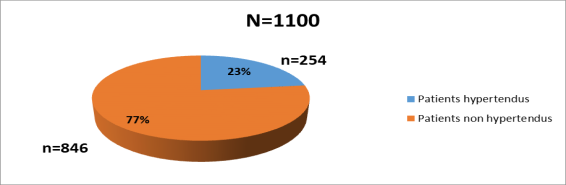 N=1100
n=254
23%
77%
n=846
Patients hypertendus
Patients non hypertendus